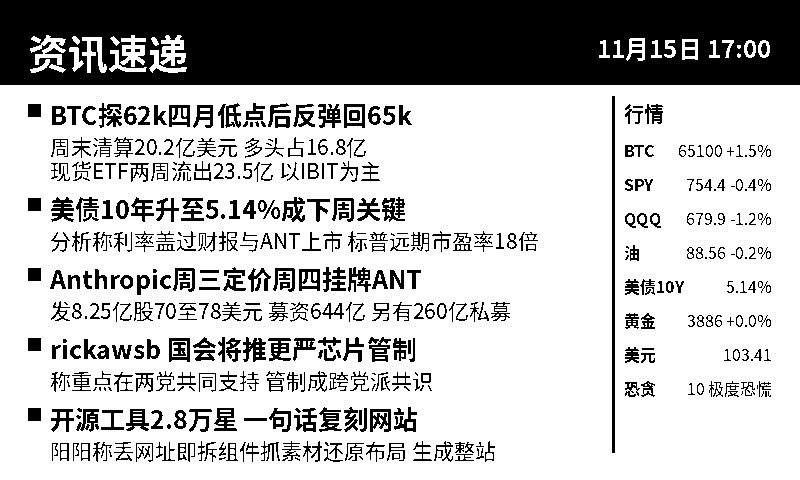 资讯速递
11月15日 17:00
BTC探62k四月低点后反弹回65k
周末清算20.2亿美元 多头占16.8亿
现货ETF两周流出23.5亿 以IBIT为主
美债10年升至5.14%成下周关键
分析称利率盖过财报与ANT上市 标普远期市盈率18倍
Anthropic周三定价周四挂牌ANT
发8.25亿股70至78美元 募资644亿 另有260亿私募
rickawsb 国会将推更严芯片管制
称重点在两党共同支持 管制成跨党派共识
开源工具2.8万星 一句话复刻网站
阳阳称丢网址即拆组件抓素材还原布局 生成整站
行情
BTC 65100 +1.5%
SPY 754.4 -0.4%
QQQ 679.9 -1.2%
油 88.56 -0.2%
美债10Y 5.14%
黄金 3886 +0.0%
美元 103.41
恐贪 10 极度恐慌